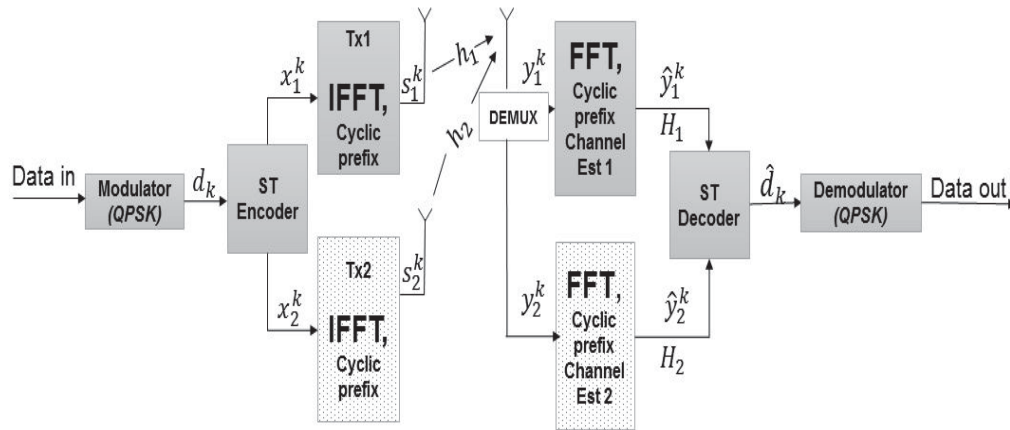 Data in
Modulator
(QPSK)
d_k
ST
Encoder
x_1^k
x_2^k
Tx1
IFFT,
Cyclic
prefix
s_1^k
Tx2
IFFT,
Cyclic
prefix
s_2^k
h_1
h_2
DEMUX
y_1^k
y_2^k
FFT,
Cyclic
prefix
Channel
Est 1
FFT,
Cyclic
prefix
Channel
Est 2
ŷ_1^k
H_1
ŷ_2^k
H_2
ST
Decoder
d̂_k
Demodulator
(QPSK)
Data out